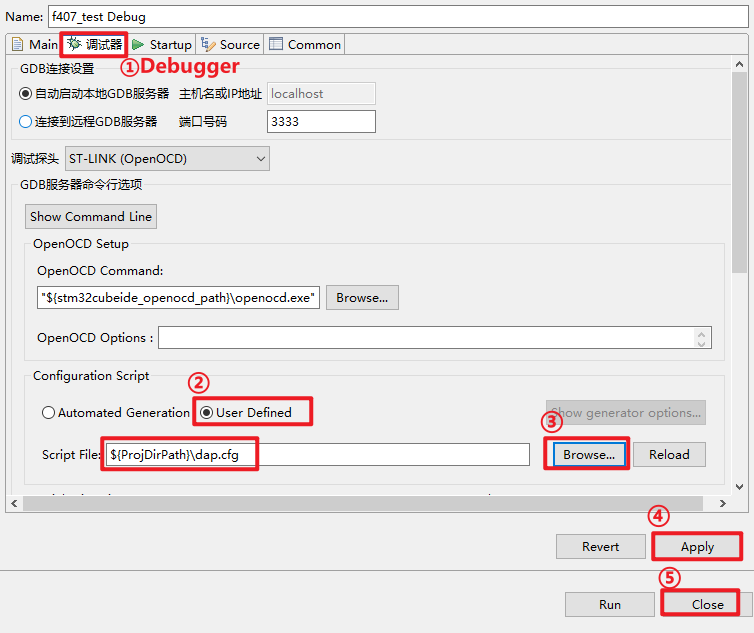 Name: f407_test Debug
Main 调试器 Startup Source Common
①Debugger
GDB连接设置
自动启动本地GDB服务器 主机名或IP地址 localhost
连接到远程GDB服务器 端口号码 3333
调试探头 ST-LINK (OpenOCD)
GDB服务器命令行选项
Show Command Line
OpenOCD Setup
OpenOCD Command:
"${stm32cubeide_openocd_path}\openocd.exe" Browse...
OpenOCD Options :
Configuration Script
②
Automated Generation User Defined Show generator options...
③
Script File: ${ProjDirPath}\dap.cfg Browse... Reload
④
Revert Apply
⑤
Run Close